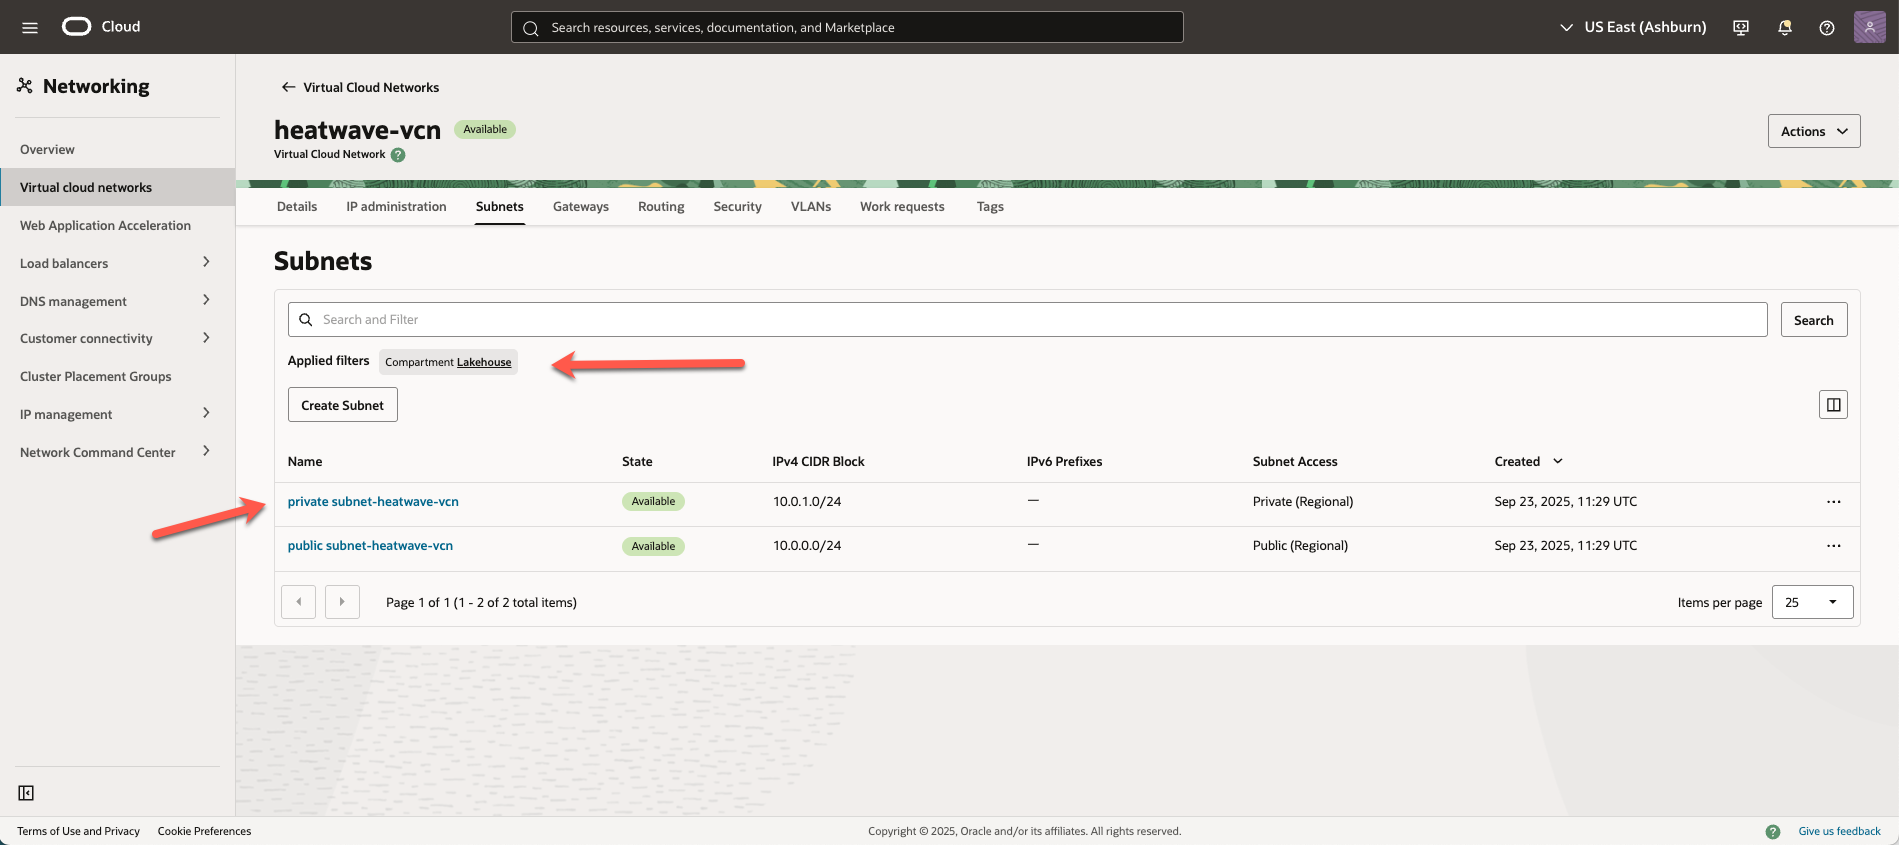 Cloud
Search resources, services, documentation, and Marketplace
US East (Ashburn)
Networking
Overview
Virtual cloud networks
Web Application Acceleration
Load balancers
DNS management
Customer connectivity
Cluster Placement Groups
IP management
Network Command Center
Virtual Cloud Networks
heatwave-vcn Available
Virtual Cloud Network ?
Actions
Details IP administration Subnets Gateways Routing Security VLANs Work requests Tags
Subnets
Search and Filter
Search
Applied filters Compartment Lakehouse
Create Subnet
Name State IPv4 CIDR Block IPv6 Prefixes Subnet Access Created
private subnet-heatwave-vcn Available 10.0.1.0/24 — Private (Regional) Sep 23, 2025, 11:29 UTC ...
public subnet-heatwave-vcn Available 10.0.0.0/24 — Public (Regional) Sep 23, 2025, 11:29 UTC ...
Page 1 of 1 (1 - 2 of 2 total items)
Items per page 25
Terms of Use and Privacy Cookie Preferences
Copyright © 2025, Oracle and/or its affiliates. All rights reserved.
? Give us feedback